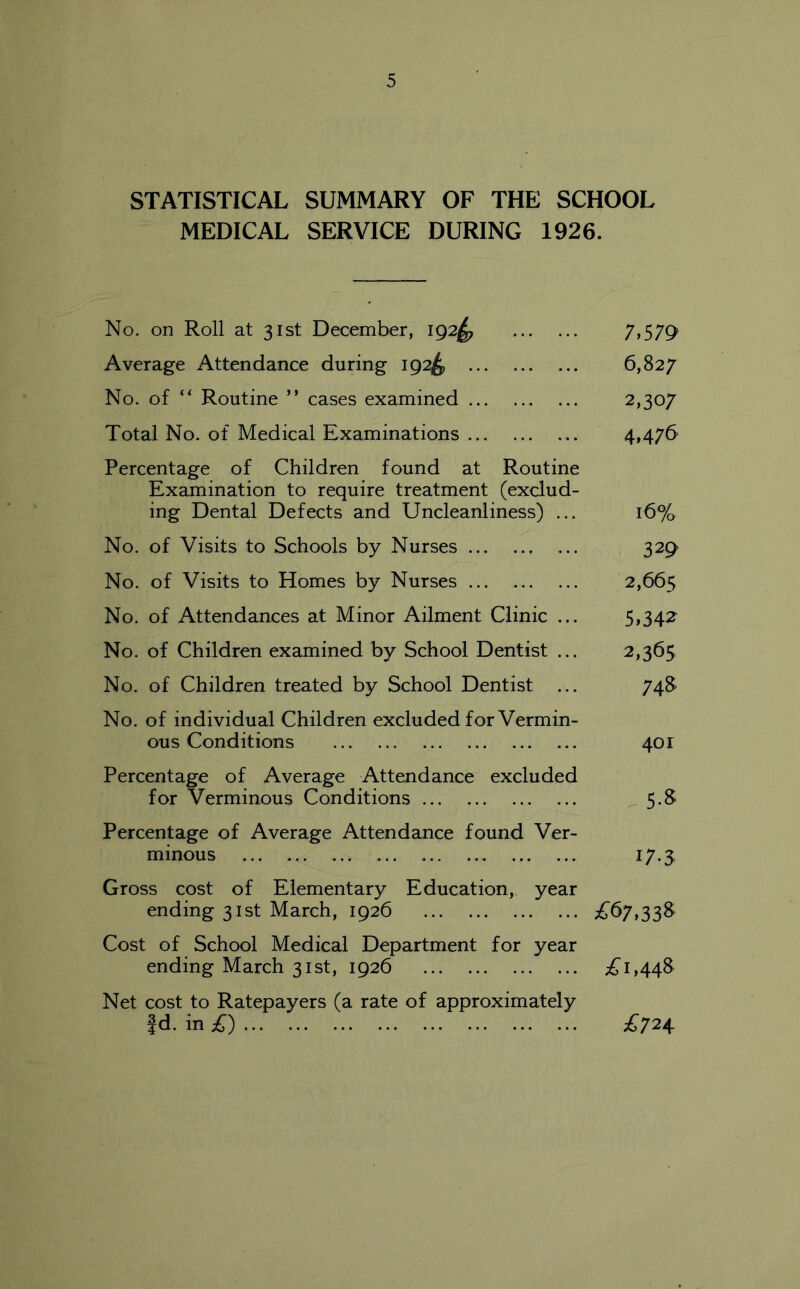 5
STATISTICAL SUMMARY OF THE SCHOOL
MEDICAL SERVICE DURING 1926.
No. on Roll at 31st December, 1926 ... ... 7,579
Average Attendance during 1926 ... ... ... 6,827
No. of “ Routine ” cases examined ... ... ... 2,307
Total No. of Medical Examinations ... ... ... 4,476
Percentage of Children found at Routine
Examination to require treatment (exclud-
ing Dental Defects and Uncleanliness) ... 16%
No. of Visits to Schools by Nurses ... ... ... 329
No. of Visits to Homes by Nurses ... ... ... 2,665
No. of Attendances at Minor Ailment Clinic ... 5,342
No. of Children examined by School Dentist ... 2,365
No. of Children treated by School Dentist ... 748
No. of individual Children excluded for Vermin-
ous Conditions ... ... ... ... ... ... 401
Percentage of Average Attendance excluded
for Verminous Conditions ... ... ... ... 5.8
Percentage of Average Attendance found Ver-
minous ... ... ... ... ... ... ... ... 17.3
Gross cost of Elementary Education, year
ending 31st March, 1926 ... ... ... ... £67,338
Cost of School Medical Department for year
ending March 31st, 1926 ... ... ... ... £1,448
Net cost to Ratepayers (a rate of approximately
¾d. in £) ... ... ... ... ... ... ... ... £724